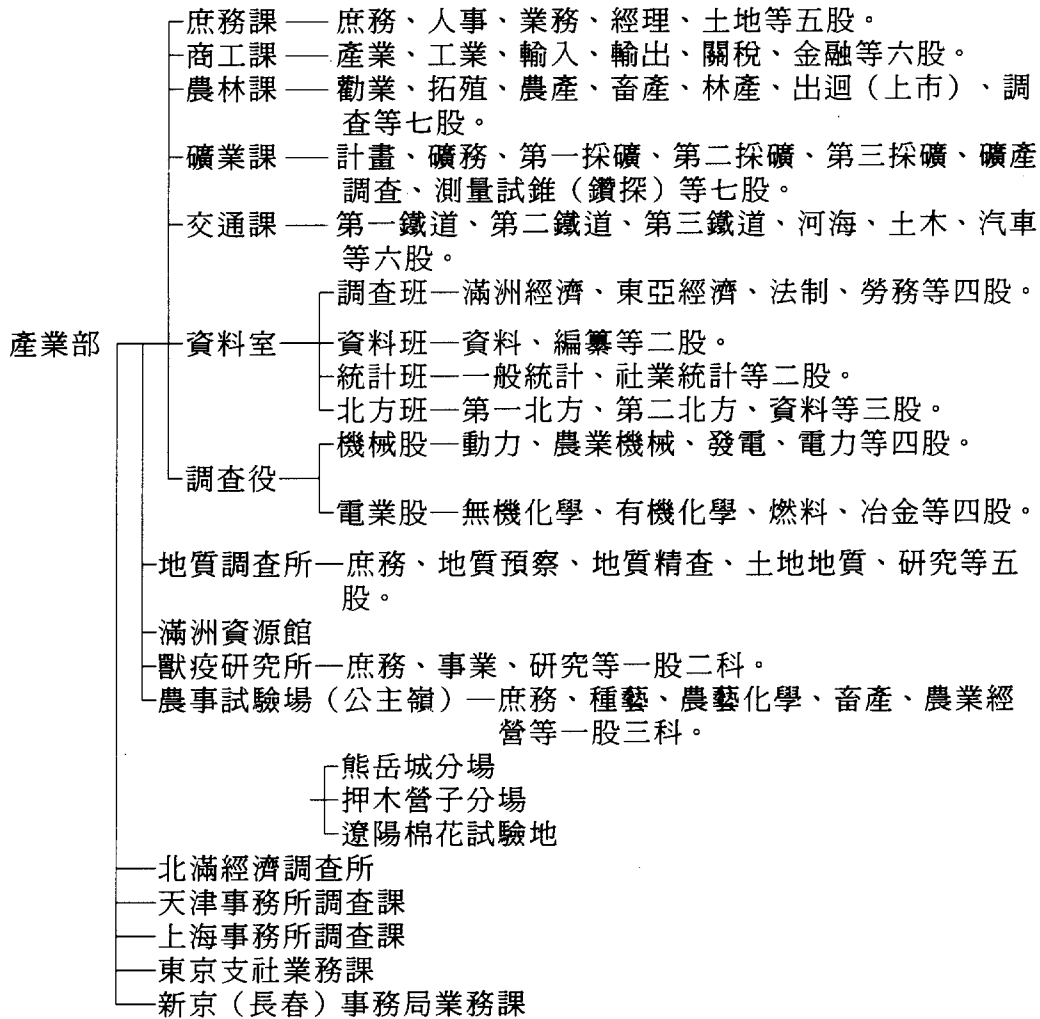 庶務課 — 庶務、人事、業務、經理、土地等五股。
商工課 — 產業、工業、輸入、輸出、關稅、金融等六股。
農林課 — 勸業、拓殖、農產、畜產、林產、出迴（上市）、調
查等七股。
礦業課 — 計畫、礦務、第一採礦、第二採礦、第三採礦、礦產
調查、測量試錐（鑽探）等七股。
交通課 — 第一鐵道、第二鐵道、第三鐵道、河海、土木、汽車
等六股。
調查班—滿洲經濟、東亞經濟、法制、勞務等四股。
產業部 資料室 資料班—資料、編纂等二股。
統計班—一般統計、社業統計等二股。
北方班—第一北方、第二北方、資料等三股。
機械股—動力、農業機械、發電、電力等四股。
調查役
電業股—無機化學、有機化學、燃料、冶金等四股。
地質調查所—庶務、地質預察、地質精查、土地地質、研究等五
股。
滿洲資源館
獸疫研究所—庶務、事業、研究等一股二科。
農事試驗場（公主嶺）—庶務、種藝、農藝化學、畜產、農業經
營等一股三科。
熊岳城分場
押木營子分場
遼陽棉花試驗地
北滿經濟調查所
天津事務所調查課
上海事務所調查課
東京支社業務課
新京（長春）事務局業務課